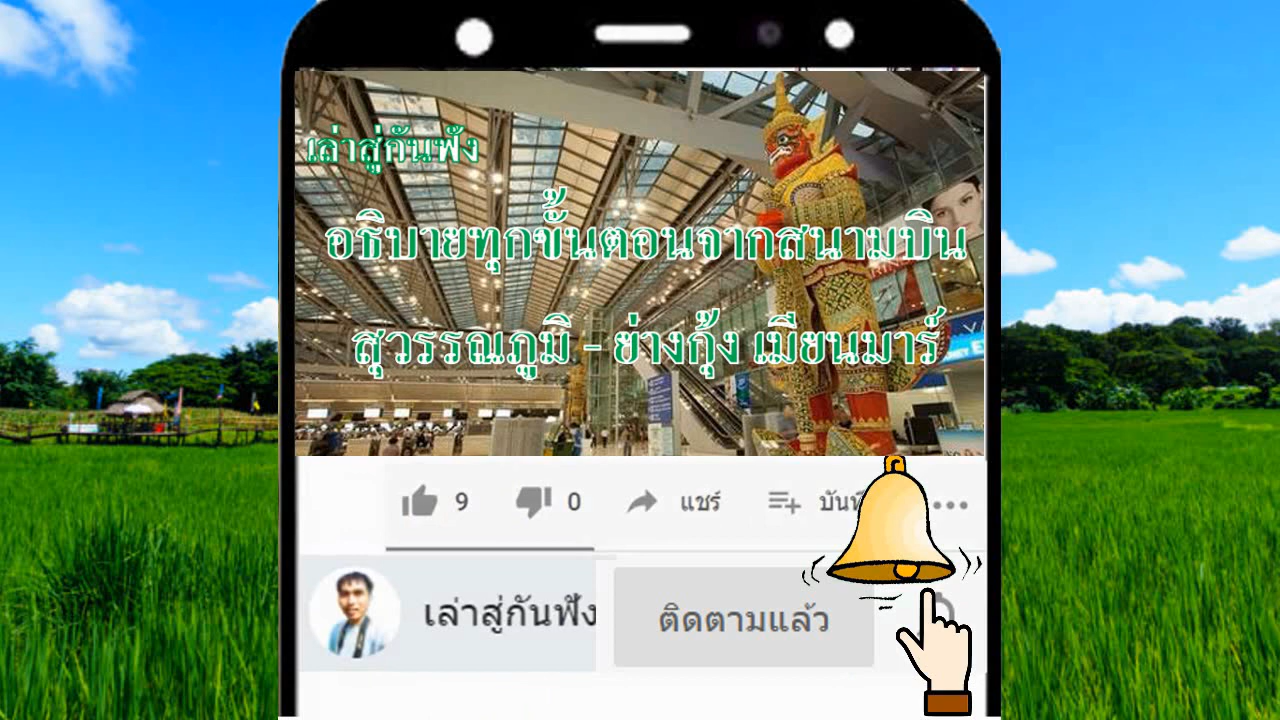 เล่าสู่กันฟัง
อธิบายทุกขั้นตอนจากสนามบิน
สุวรรณภูมิ - ย่างกุ้ง เมียนมาร์
9 0 แชร์
เล่าสู่กันฟัง ติดตามแล้ว